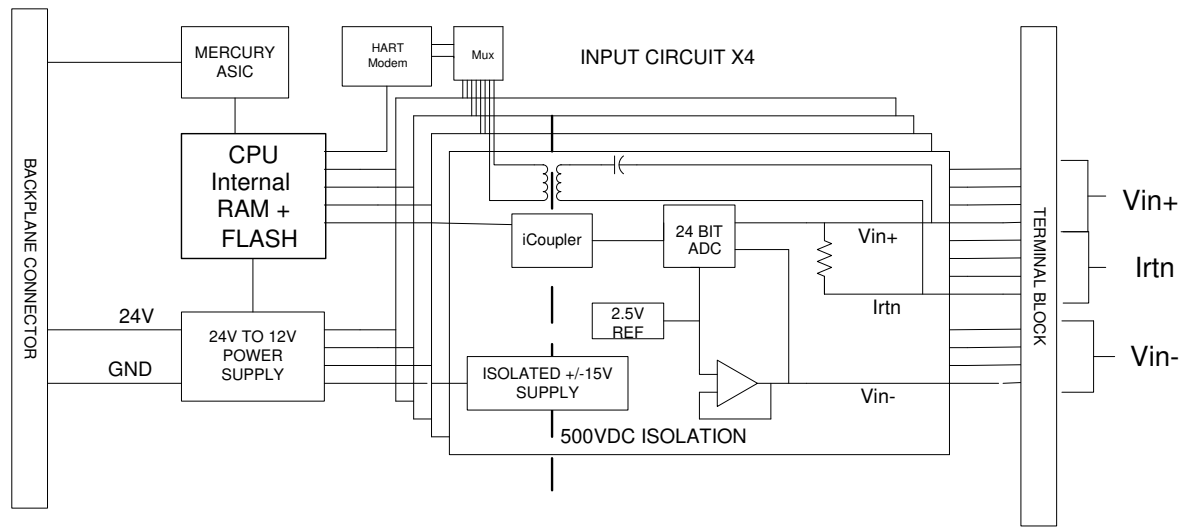 BACKPLANE CONNECTOR
MERCURY
ASIC
HART
Modem
Mux
INPUT CIRCUIT X4
CPU
Internal
RAM +
FLASH
iCoupler
24 BIT
ADC
Vin+
Irtn
2.5V
REF
24V
GND
24V TO 12V
POWER
SUPPLY
ISOLATED +/-15V
SUPPLY
Vin-
500VDC ISOLATION
TERMINAL BLOCK
Vin+
Irtn
Vin-